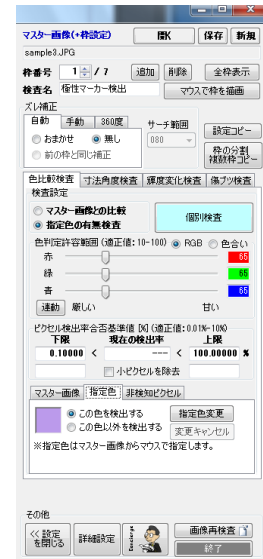 マスター画像(+枠設定) 開K 保存 新規
sample3.JPG
枠番号 1 / 7 追加 削除 全枠表示
検査名 極性マーカー検出 マウスで枠を描画
ズレ補正
自動 手動 360度 サーチ範囲
おまかせ 無し 080 設定コピー
前の枠と同じ補正 枠の分割
複数枠コピー
色比較検査 寸法角度検査 輝度変化検査 傷ブツ検査
検査設定
マスター画像との比較
指定色の有無検査 個別検査
色判定許容範囲 (適正値: 10-100) RGB 色合い
赤 65
緑 65
青 65
連動 厳しい 甘い
ピクセル検出率合否基準値 [%] (適正値: 0.01%-10%)
下限 現在の検出率 上限
0.10000 < --- < 100.00000 %
小ピクセルを除去
マスター画像 指定色 非検知ピクセル
この色を検出する 指定色変更
この色以外を検出する 変更キャンセル
※指定色はマスター画像からマウスで指定します。
その他
<< 設定
を閉じる 詳細設定 Concierge 画像再検査
終了